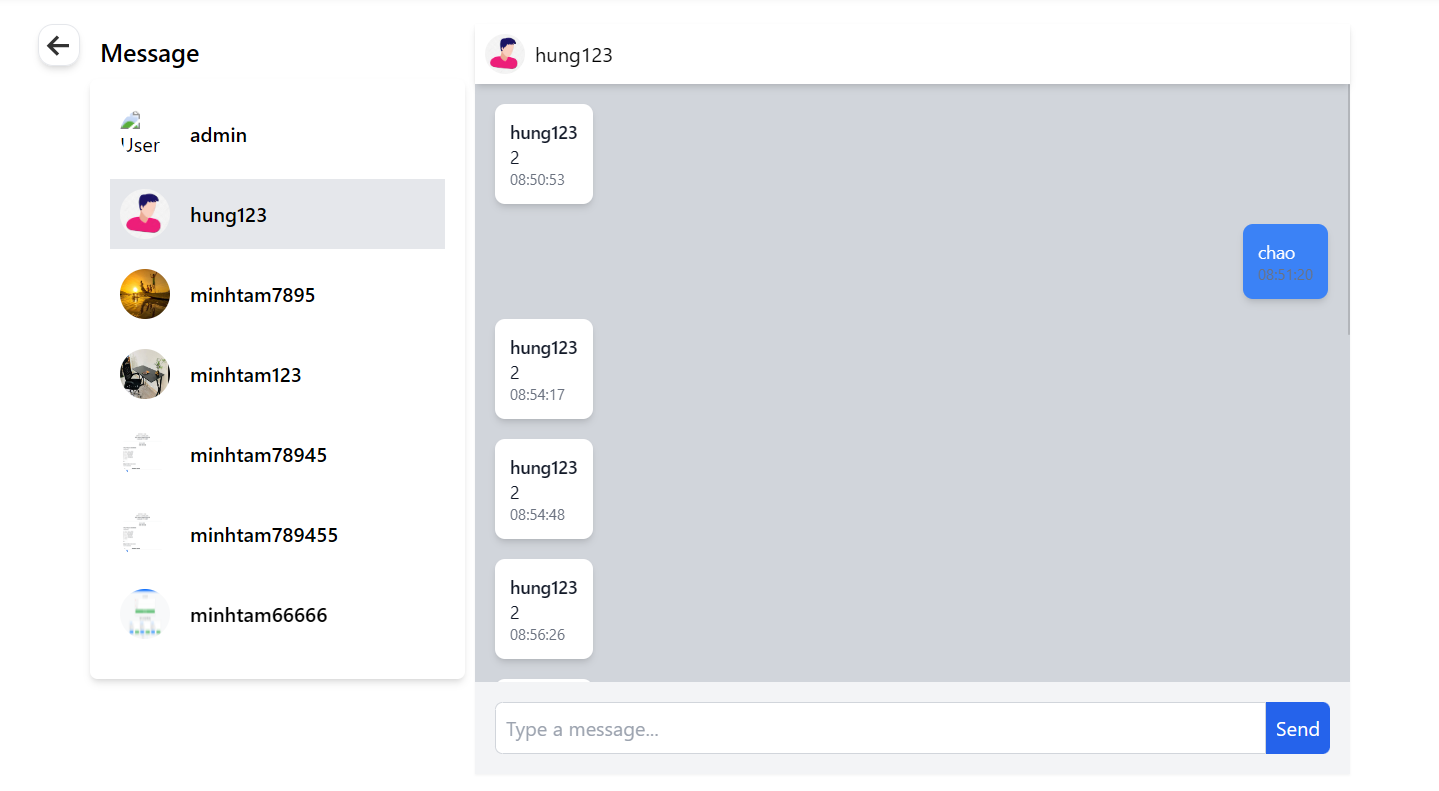 Message
User
admin
hung123
minhtam7895
minhtam123
minhtam78945
minhtam789455
minhtam66666
hung123
hung123
2
08:50:53
chao
08:51:20
hung123
2
08:54:17
hung123
2
08:54:48
hung123
2
08:56:26
Type a message...
Send